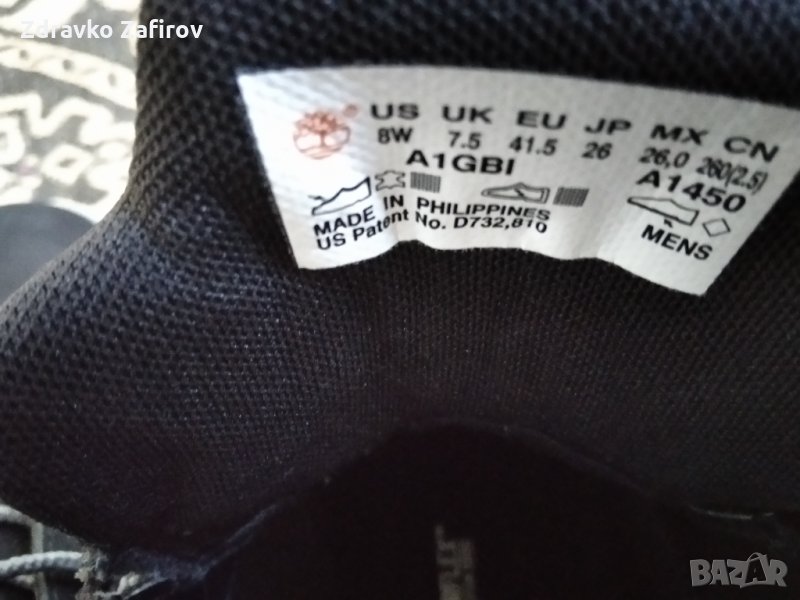 Zdravko Zafirov
US UK EU JP MX CN
8W 7.5 41.5 26 26,0 260(2.5)
A1GBI A1450
MADE IN PHILIPPINES
US Patent No. D732,810
MENS
BAZAR